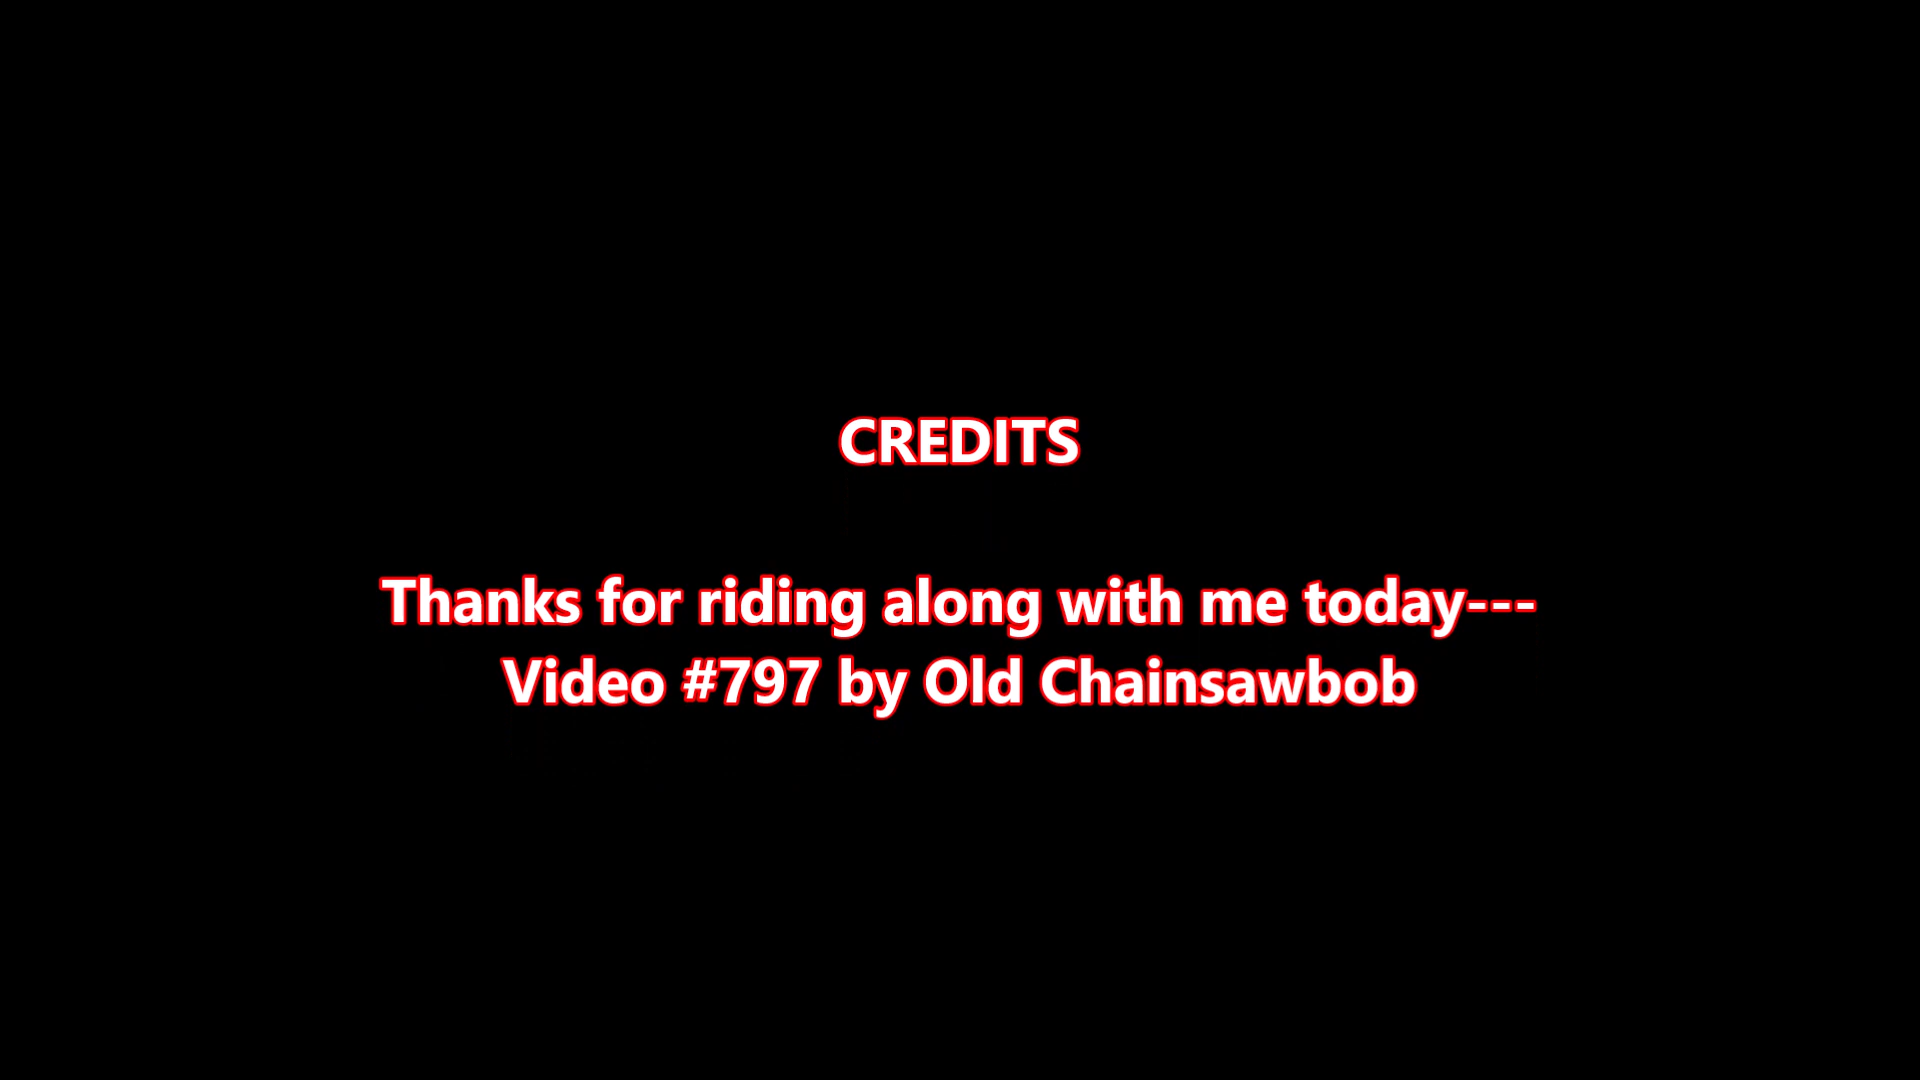 CREDITS
Thanks for riding along with me today---
Video #797 by Old Chainsawbob